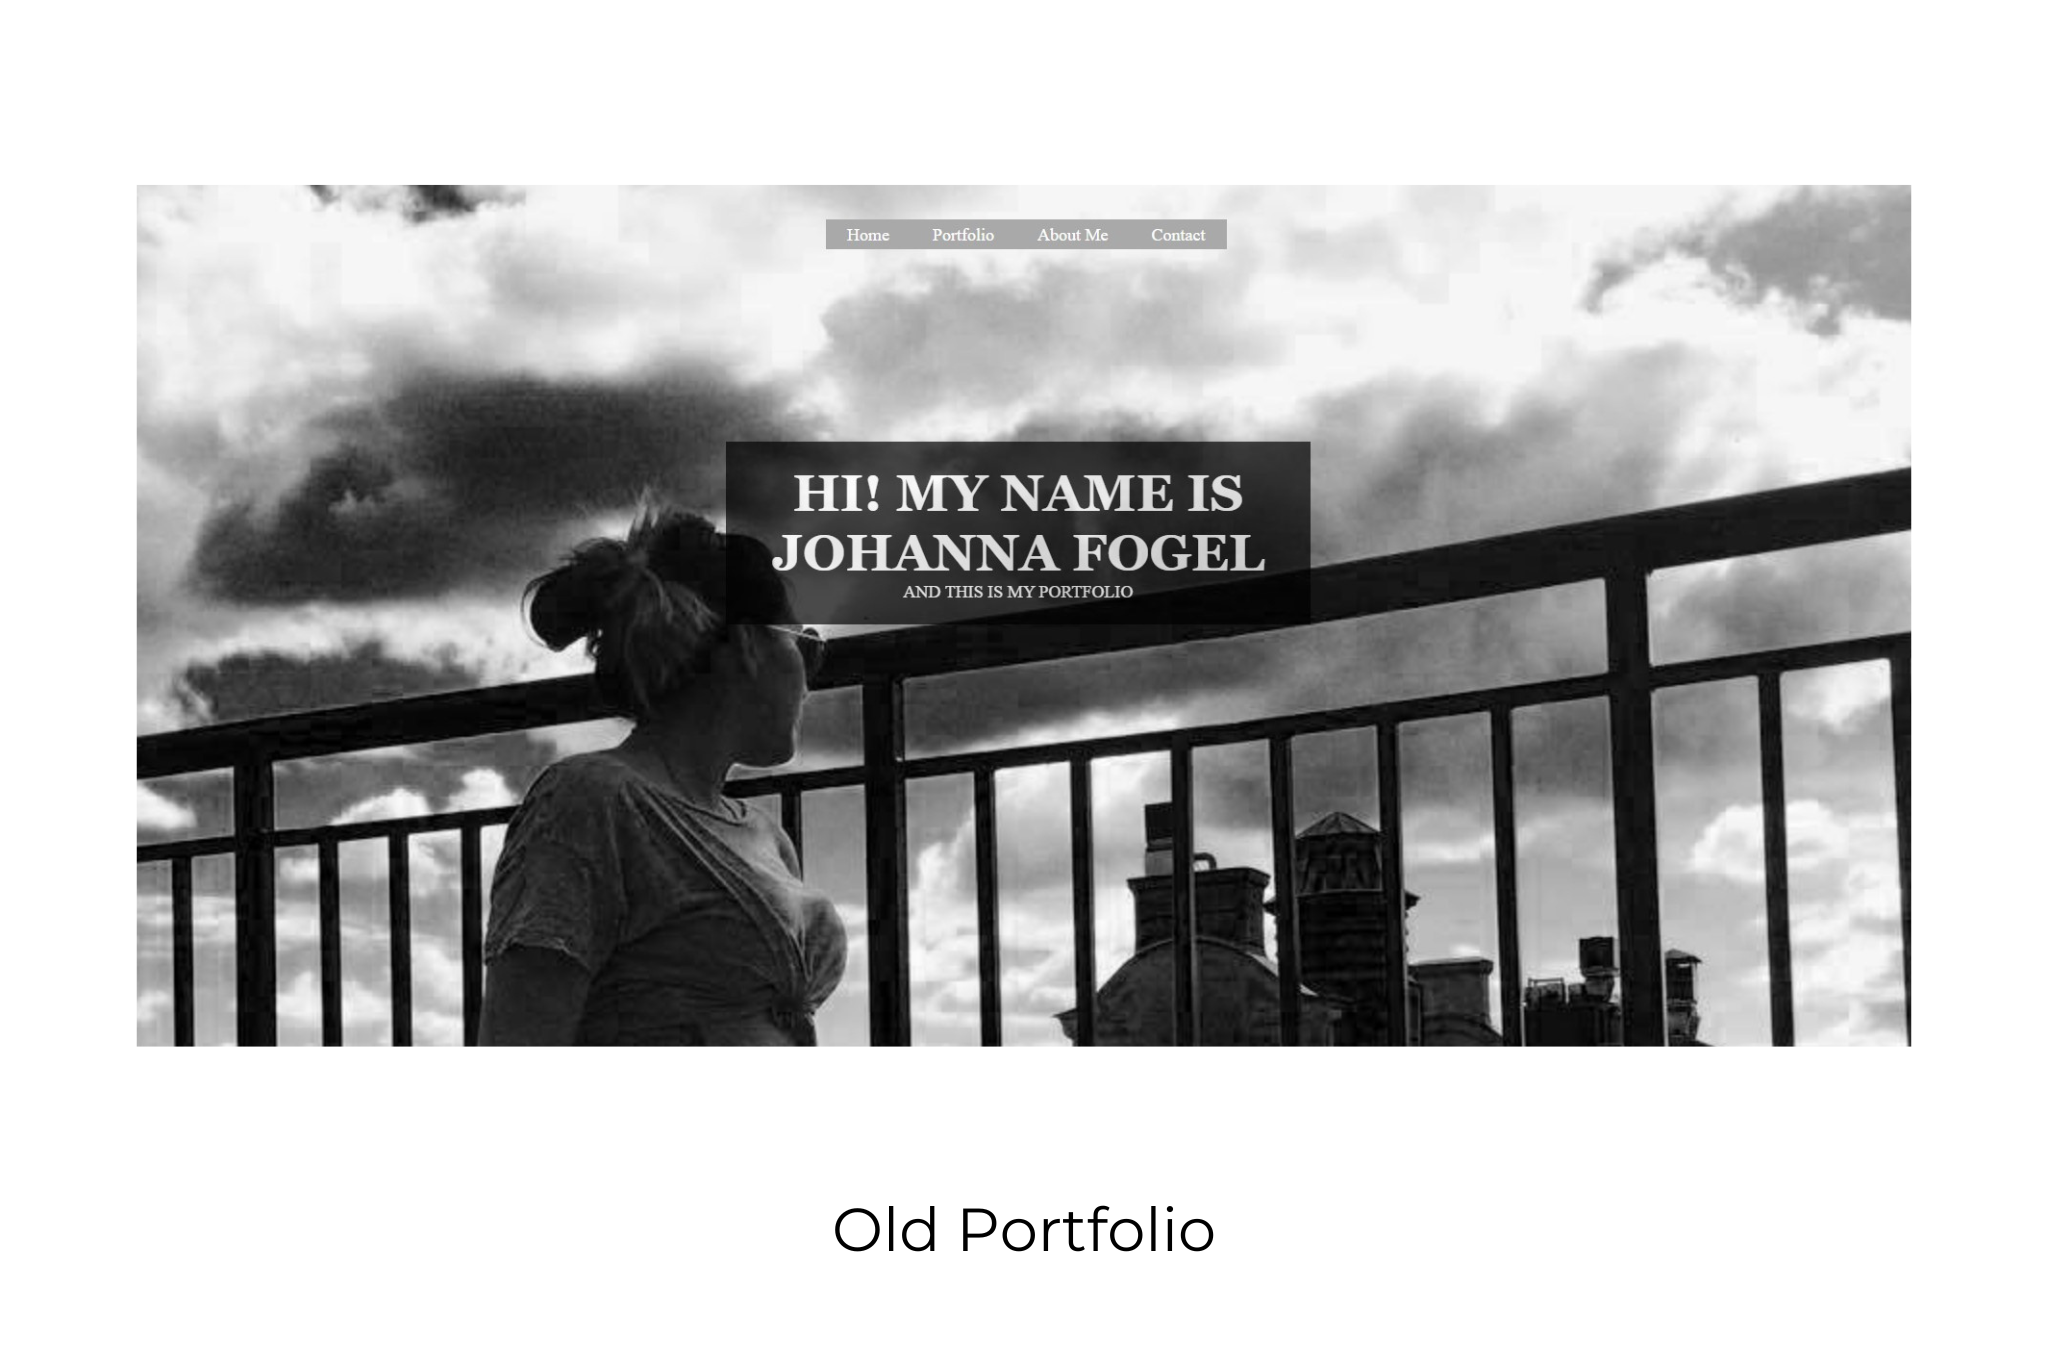 Home Portfolio About Me Contact
HI! MY NAME IS
JOHANNA FOGEL
AND THIS IS MY PORTFOLIO
Old Portfolio